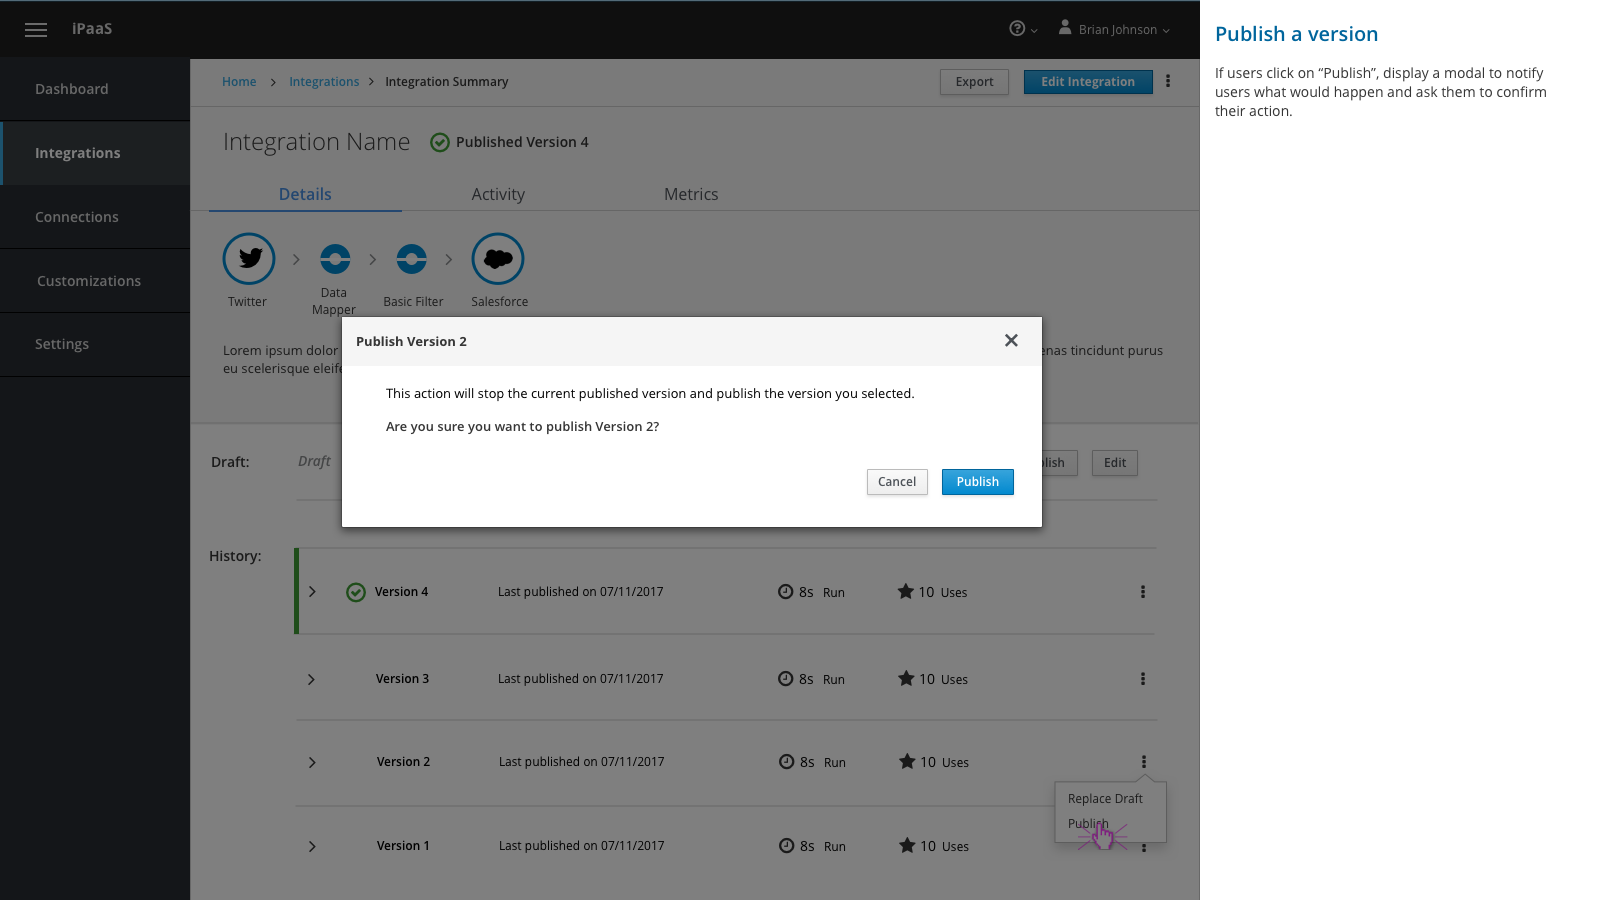 iPaaS
Brian Johnson
Dashboard
Integrations
Connections
Customizations
Settings
Home > Integrations > Integration Summary
Export
Edit Integration
Integration Name
Published Version 4
Details
Activity
Metrics
Twitter
Data
Mapper
Basic Filter
Salesforce
Lorem ipsum dolor
tincidunt purus
eu scelerisque
Publish Version 2
This action will stop the current published version and publish the version you selected.
Are you sure you want to publish Version 2?
Cancel
Publish
Draft:
Draft
Edit
History:
Version 4
Last published on 07/11/2017
8s Run
10 Uses
Version 3
Last published on 07/11/2017
8s Run
10 Uses
Version 2
Last published on 07/11/2017
8s Run
10 Uses
Replace Draft
Publish
Version 1
Last published on 07/11/2017
8s Run
10 Uses
Publish a version
If users click on “Publish”, display a modal to notify
users what would happen and ask them to confirm
their action.